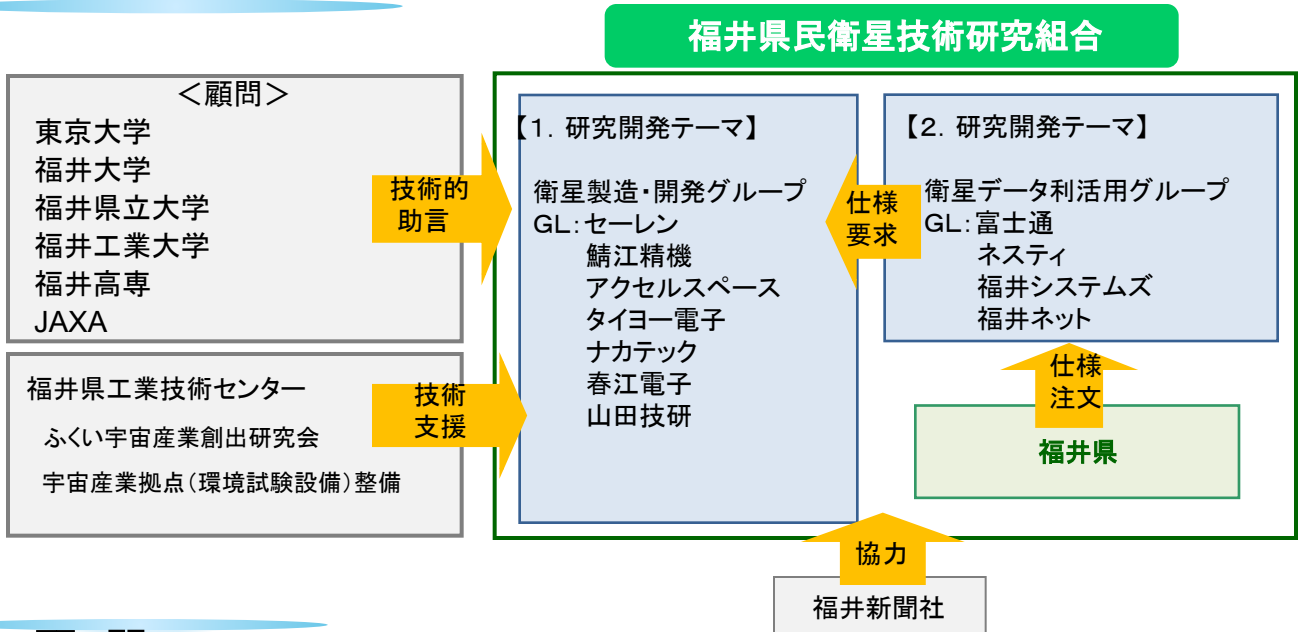 福井県民衛星技術研究組合
＜顧問＞
東京大学
福井大学
福井県立大学
福井工業大学
福井高専
JAXA
技術的
助言
福井県工業技術センター
ふくい宇宙産業創出研究会
宇宙産業拠点（環境試験設備）整備
技術
支援
【１．研究開発テーマ】
衛星製造・開発グループ
GL：セーレン
鯖江精機
アクセルスペース
タイヨー電子
ナカテック
春江電子
山田技研
仕様
要求
【２．研究開発テーマ】
衛星データ利活用グループ
GL：富士通
ネスティ
福井システムズ
福井ネット
仕様
注文
福井県
協力
福井新聞社